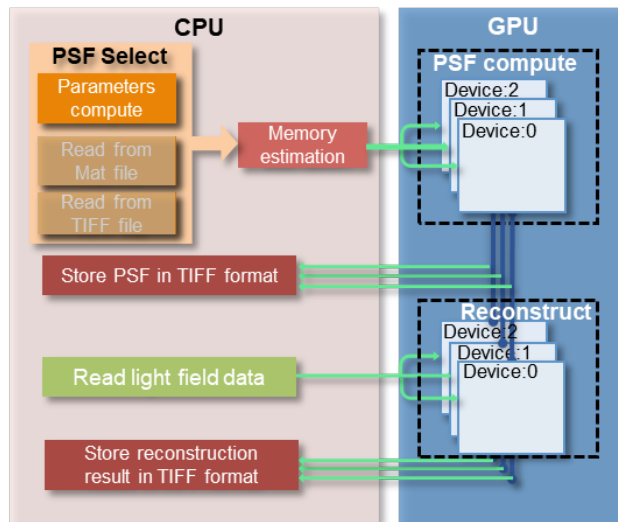 CPU
GPU
PSF Select
Parameters
compute
Read from
Mat file
Read from
TIFF file
Memory
estimation
PSF compute
Device:2
Device:1
Device:0
Store PSF in TIFF format
Reconstruct
Device:2
Device:1
Device:0
Read light field data
Store reconstruction
result in TIFF format